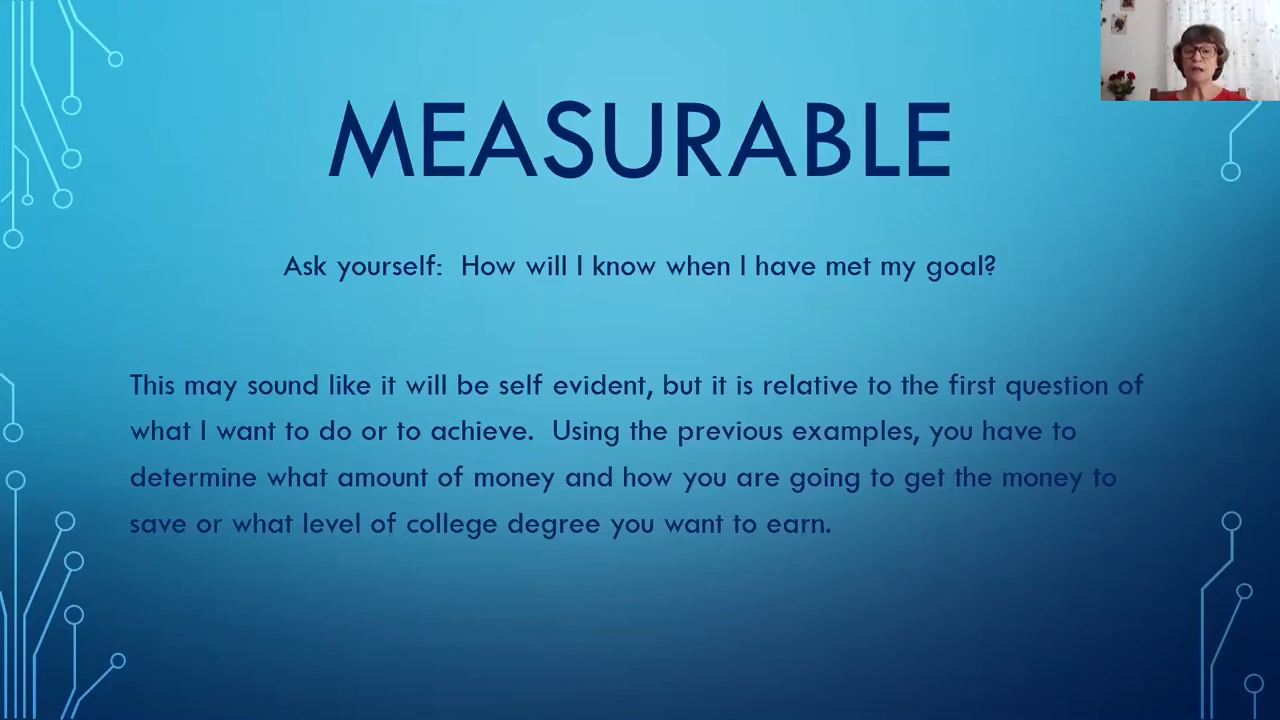 MEASURABLE
Ask yourself:  How will I know when I have met my goal?
This may sound like it will be self evident, but it is relative to the first question of
what I want to do or to achieve.  Using the previous examples, you have to
determine what amount of money and how you are going to get the money to
save or what level of college degree you want to earn.